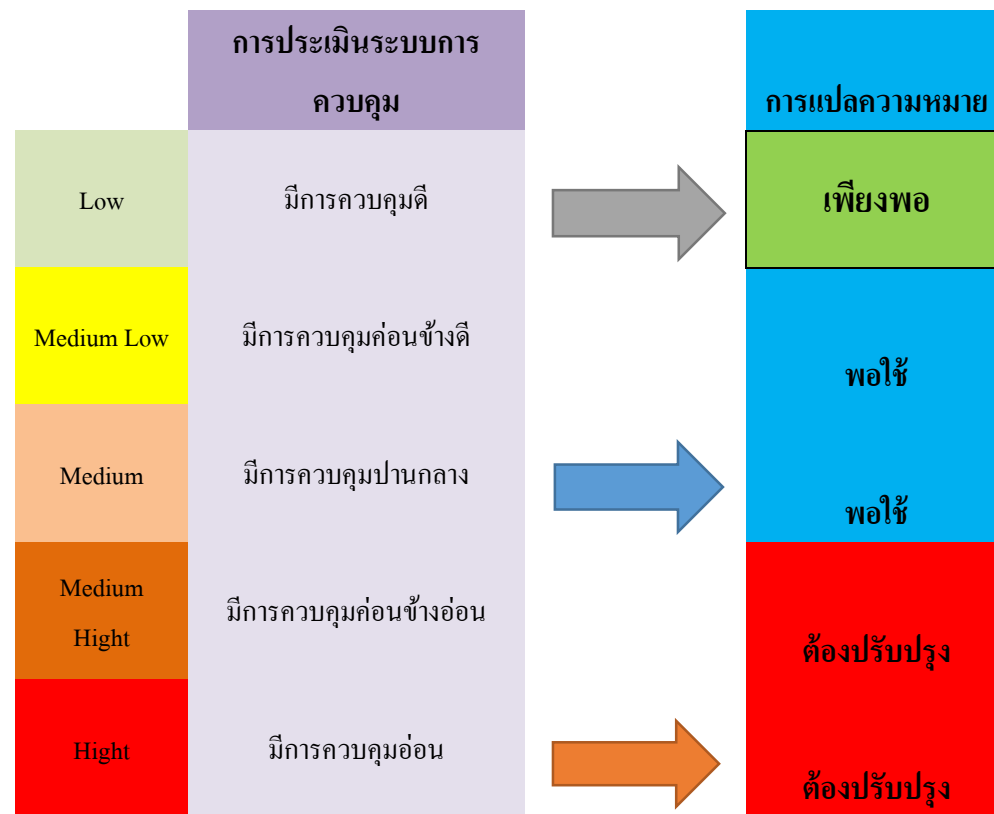 การประเมินระบบการ
ควบคุม
การแปลความหมาย
Low
มีการควบคุมดี
เพียงพอ
Medium Low
มีการควบคุมค่อนข้างดี
พอใช้
Medium
มีการควบคุมปานกลาง
พอใช้
Medium
Hight
มีการควบคุมค่อนข้างอ่อน
ต้องปรับปรุง
Hight
มีการควบคุมอ่อน
ต้องปรับปรุง